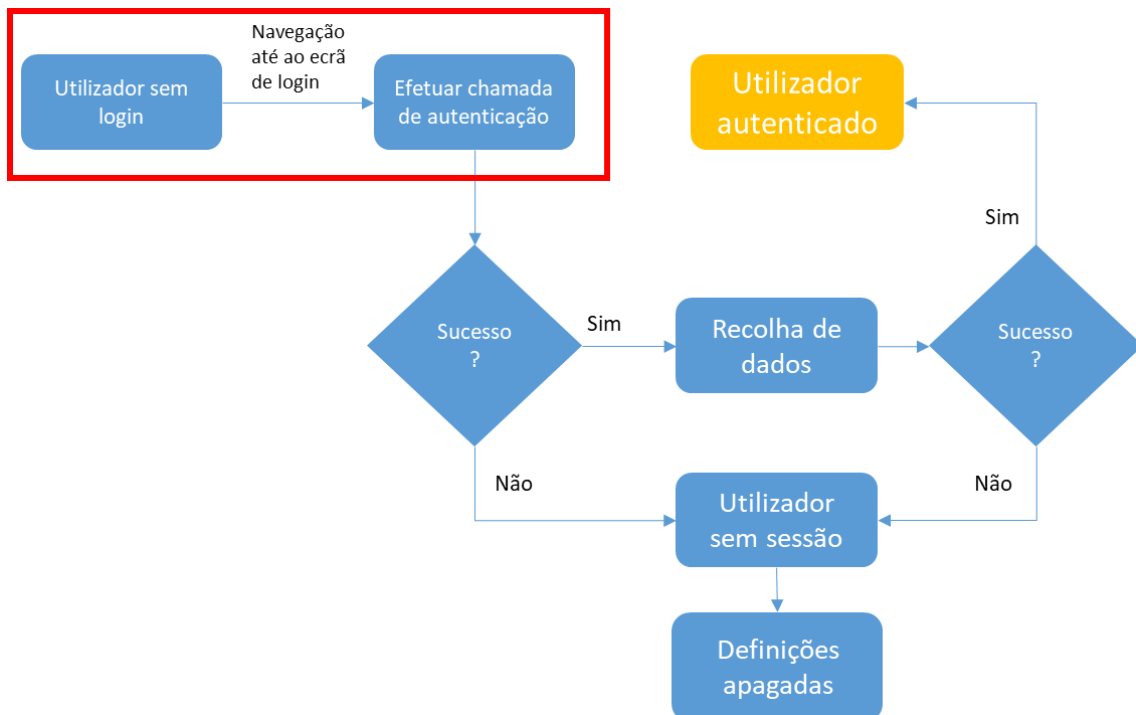 Navegação
até ao ecrã
de login
Utilizador sem
login
Efetuar chamada
de autenticação
Utilizador
autenticado
Sim
Sucesso
?
Sim
Recolha de
dados
Sucesso
?
Não
Utilizador
sem sessão
Não
Definições
apagadas